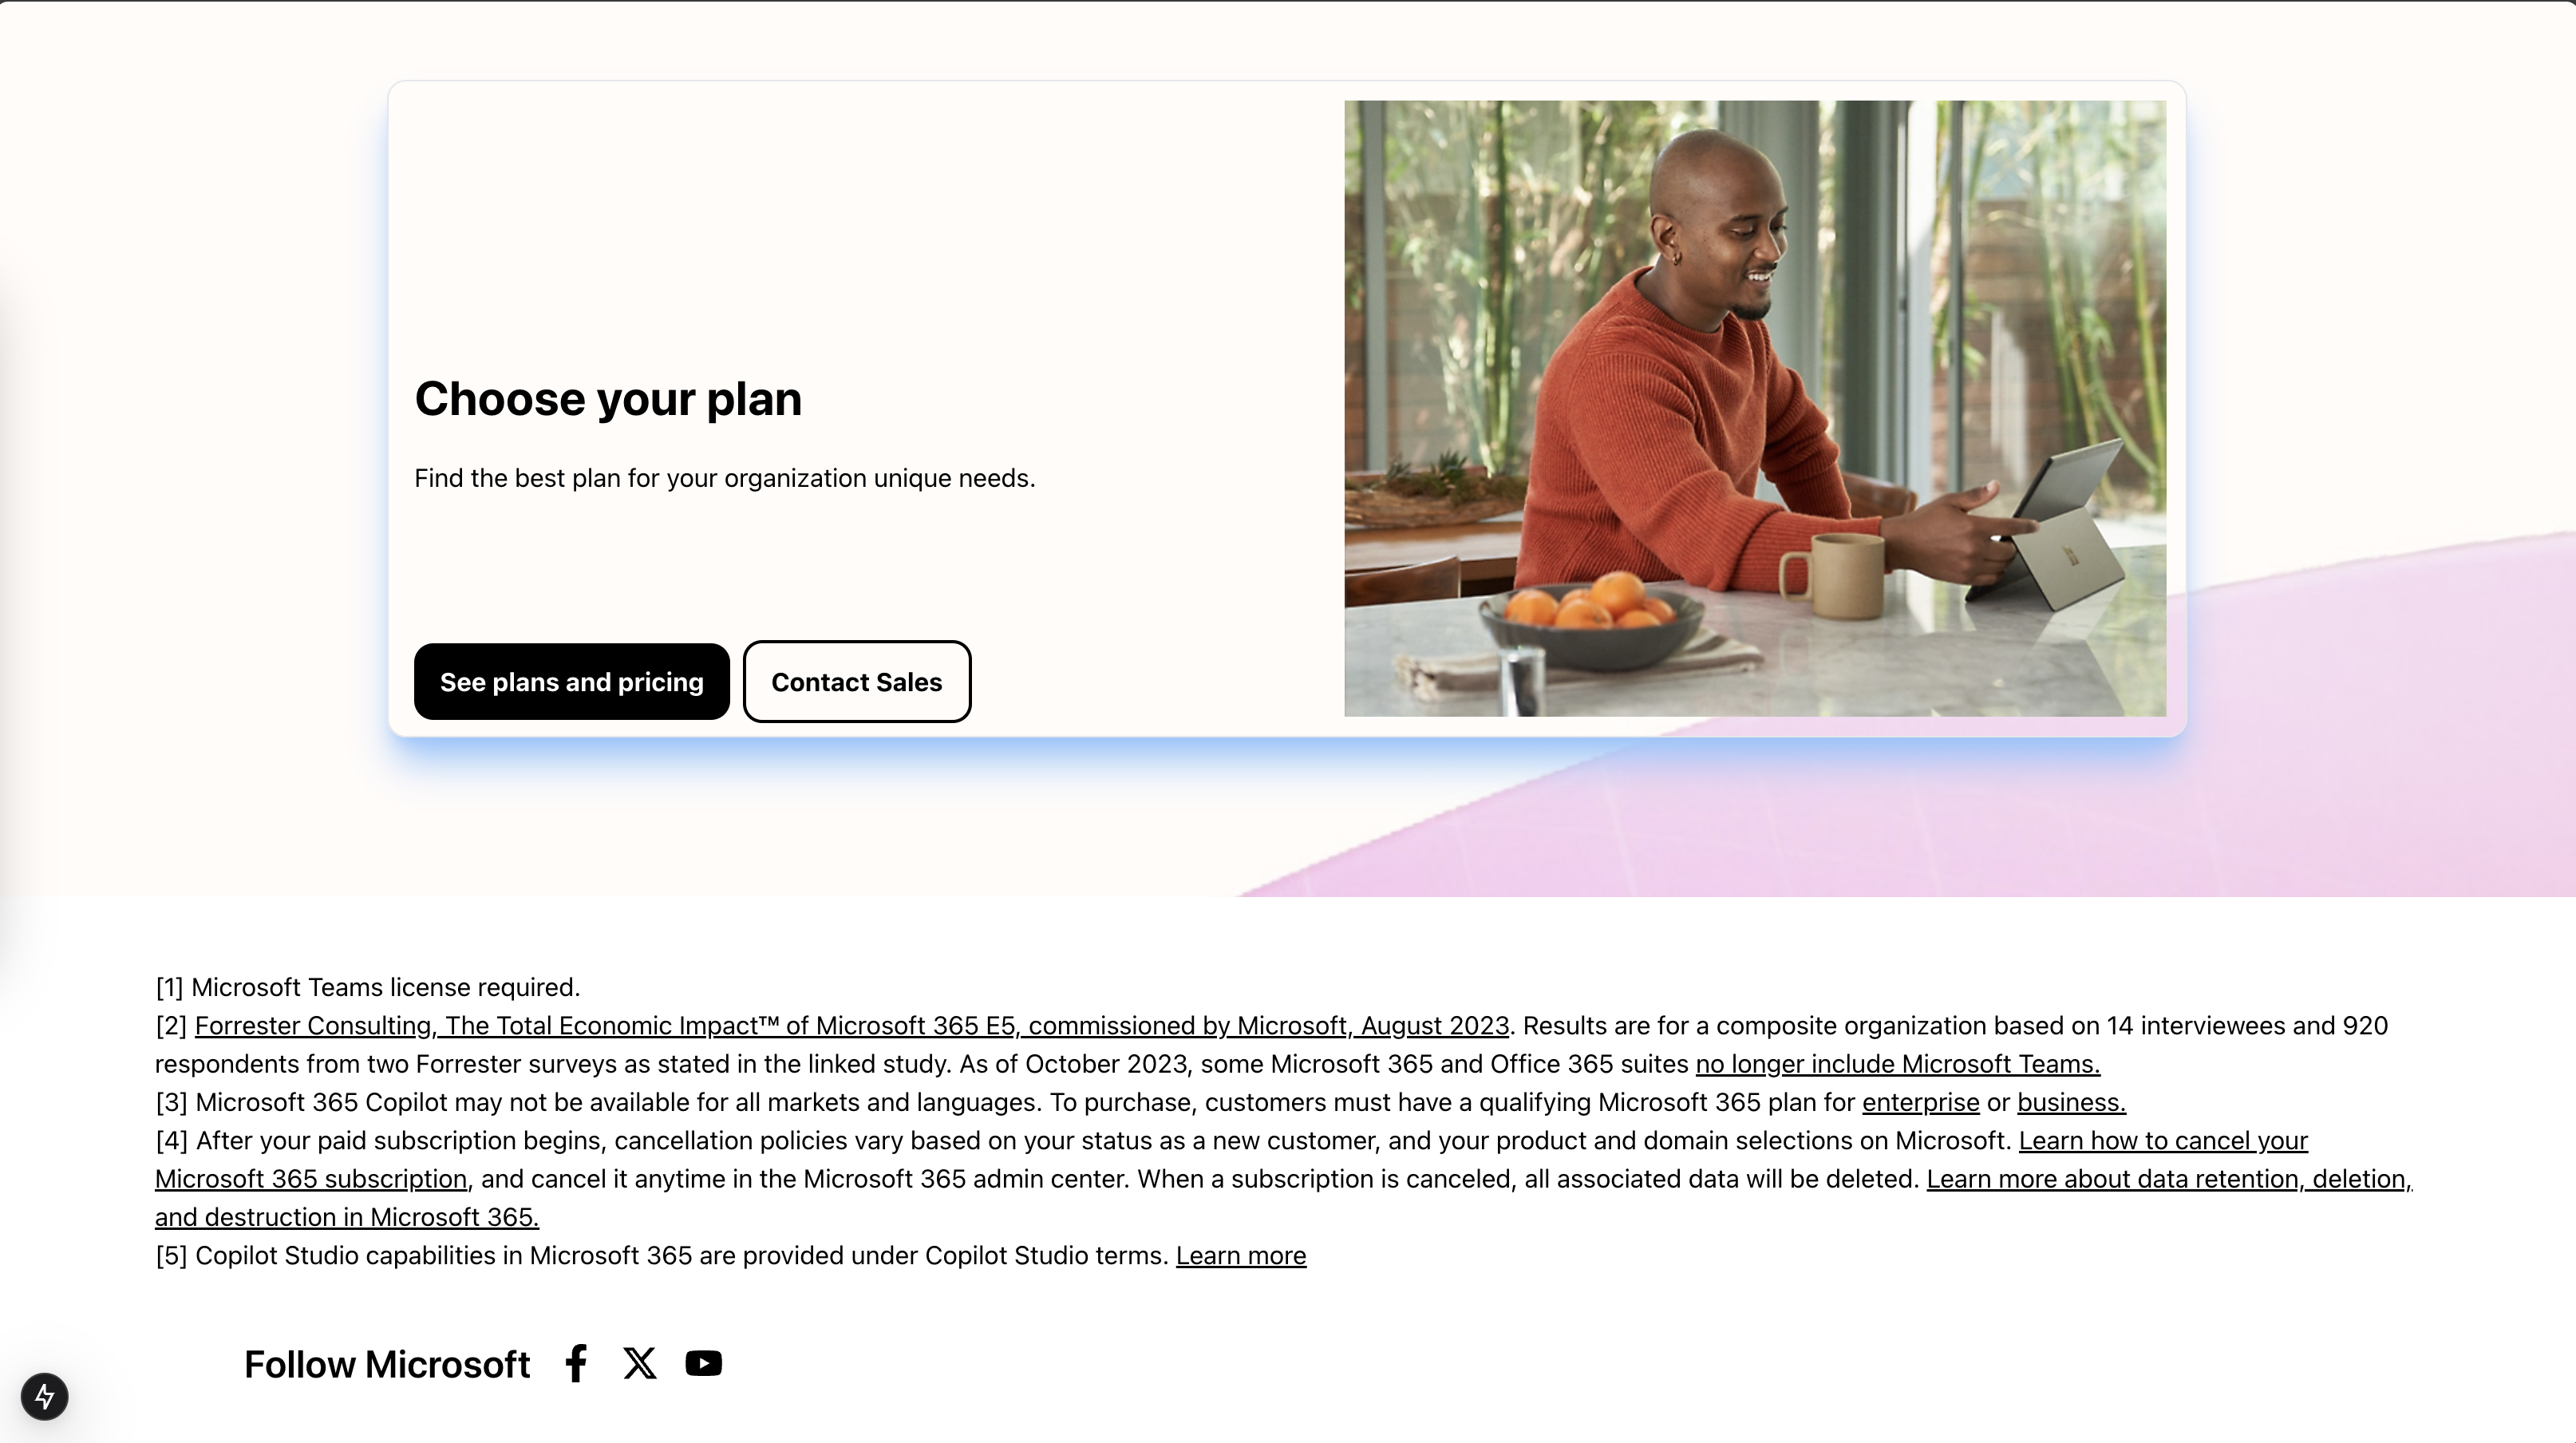 Choose your plan
Find the best plan for your organization unique needs.
See plans and pricing
Contact Sales
[1] Microsoft Teams license required.
[2] Forrester Consulting, The Total Economic Impact™ of Microsoft 365 E5, commissioned by Microsoft, August 2023. Results are for a composite organization based on 14 interviewees and 920
respondents from two Forrester surveys as stated in the linked study. As of October 2023, some Microsoft 365 and Office 365 suites no longer include Microsoft Teams.
[3] Microsoft 365 Copilot may not be available for all markets and languages. To purchase, customers must have a qualifying Microsoft 365 plan for enterprise or business.
[4] After your paid subscription begins, cancellation policies vary based on your status as a new customer, and your product and domain selections on Microsoft. Learn how to cancel your
Microsoft 365 subscription, and cancel it anytime in the Microsoft 365 admin center. When a subscription is canceled, all associated data will be deleted. Learn more about data retention, deletion,
and destruction in Microsoft 365.
[5] Copilot Studio capabilities in Microsoft 365 are provided under Copilot Studio terms. Learn more
Follow Microsoft